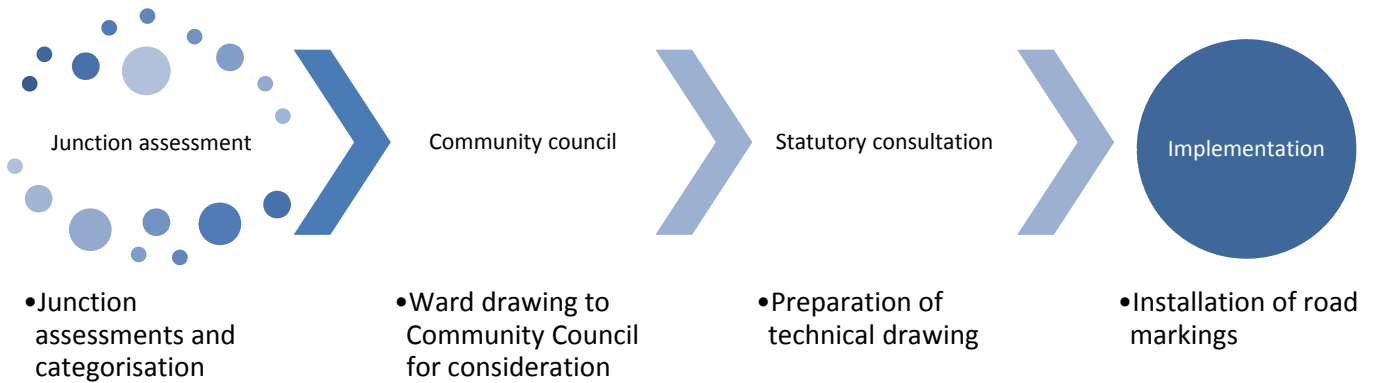 Junction assessment
Community council
Statutory consultation
Implementation
•Junction
assessments and
categorisation
•Ward drawing to
Community Council
for consideration
•Preparation of
technical drawing
•Installation of road
markings